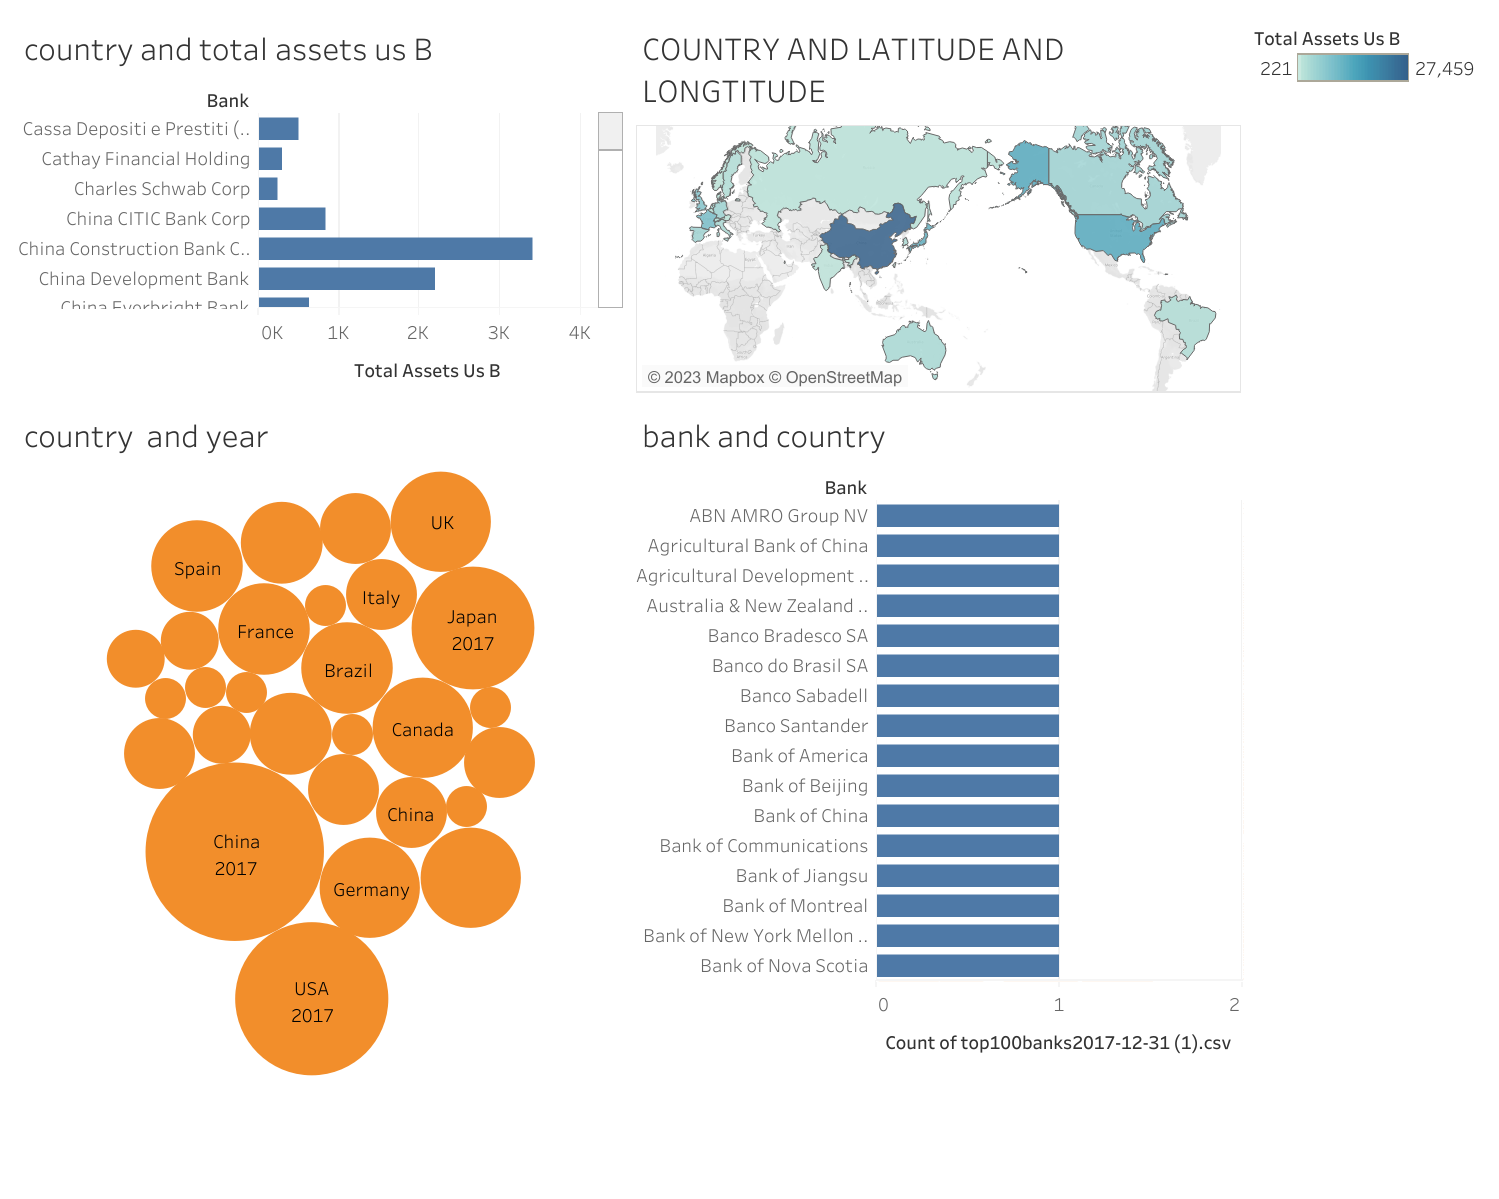 country and total assets us B
Bank
Cassa Depositi e Prestiti (..
Cathay Financial Holding
Charles Schwab Corp
China CITIC Bank Corp
China Construction Bank C..
China Development Bank
China Everbright Bank
0K 1K 2K 3K 4K
Total Assets Us B
COUNTRY AND LATITUDE AND
LONGTITUDE
© 2023 Mapbox © OpenStreetMap
Total Assets Us B
221 27,459
country and year
UK
Spain
Italy
Japan
2017
France
Brazil
Canada
China
China
2017
Germany
USA
2017
bank and country
Bank
ABN AMRO Group NV
Agricultural Bank of China
Agricultural Development ..
Australia & New Zealand ..
Banco Bradesco SA
Banco do Brasil SA
Banco Sabadell
Banco Santander
Bank of America
Bank of Beijing
Bank of China
Bank of Communications
Bank of Jiangsu
Bank of Montreal
Bank of New York Mellon ..
Bank of Nova Scotia
0 1 2
Count of top100banks2017-12-31 (1).csv